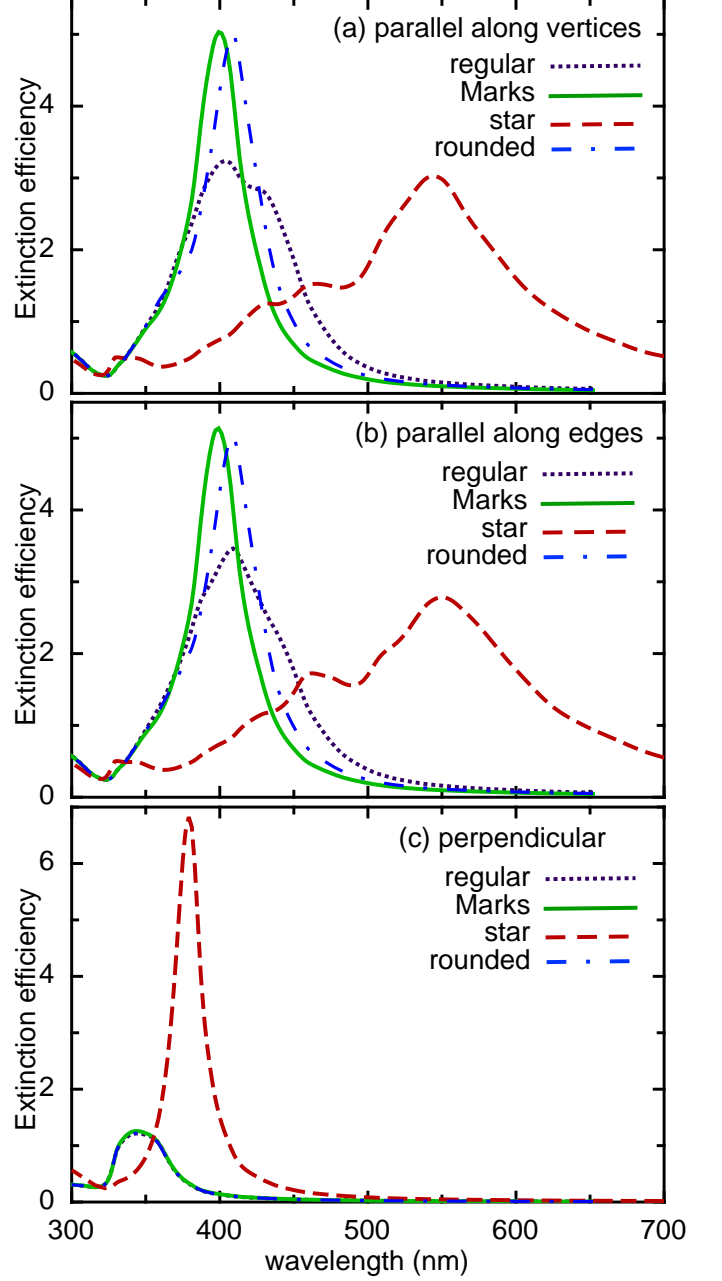 (a) parallel along vertices
regular
Marks
star
rounded
Extinction efficiency
4
2
0
(b) parallel along edges
regular
Marks
star
rounded
Extinction efficiency
4
2
0
(c) perpendicular
regular
Marks
star
rounded
Extinction efficiency
6
4
2
0
300 400 500 600 700
wavelength (nm)